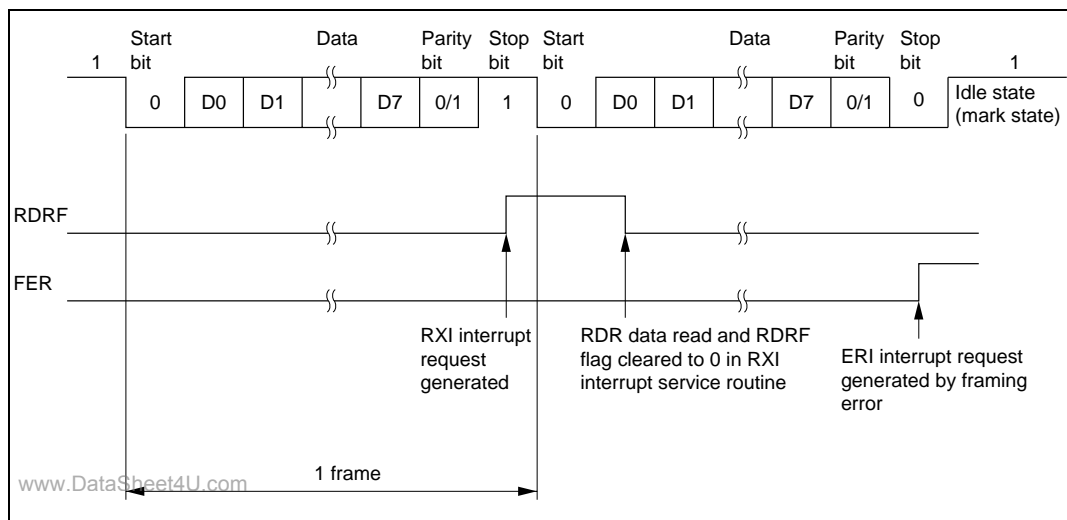 Start bit
Data
Parity bit
Stop bit
Start bit
Data
Parity bit
Stop bit
1
1
0
D0
D1
D7
0/1
1
0
D0
D1
D7
0/1
0
Idle state
(mark state)
RDRF
FER
RXI interrupt
request
generated
RDR data read and RDRF
flag cleared to 0 in RXI
interrupt service routine
ERI interrupt request
generated by framing
error
1 frame
www.DataSheet4U.com